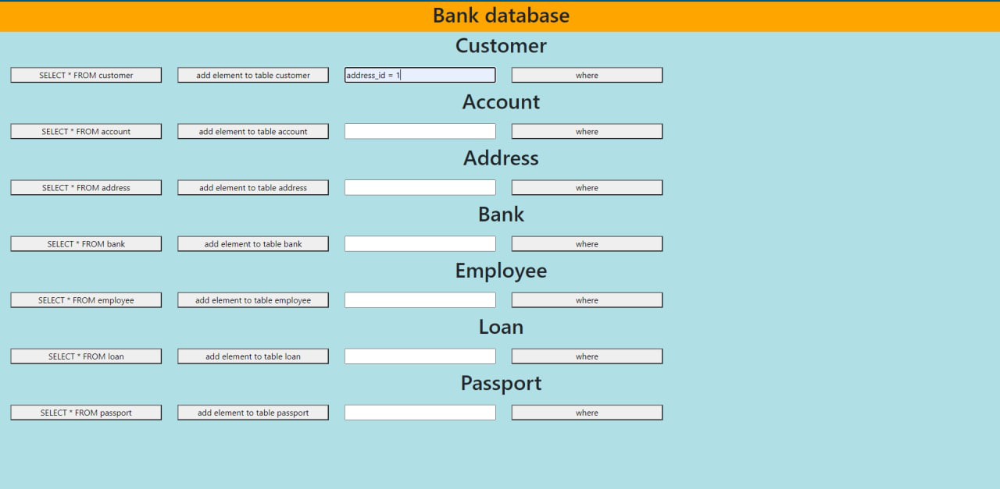 Bank database
Customer
SELECT * FROM customer add element to table customer address_id = 1 where
Account
SELECT * FROM account add element to table account where
Address
SELECT * FROM address add element to table address where
Bank
SELECT * FROM bank add element to table bank where
Employee
SELECT * FROM employee add element to table employee where
Loan
SELECT * FROM loan add element to table loan where
Passport
SELECT * FROM passport add element to table passport where